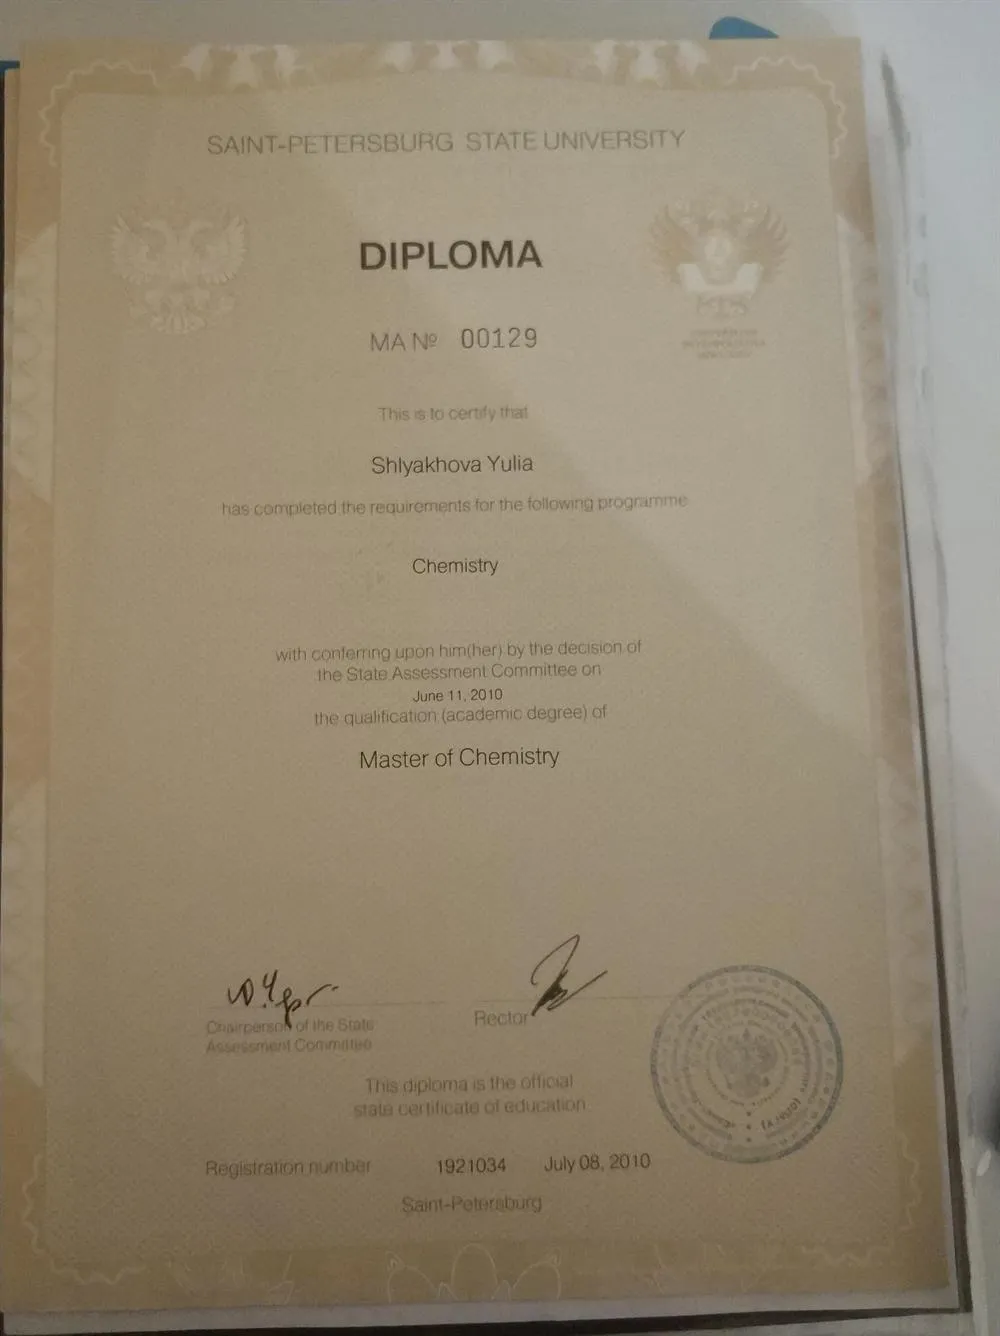 SAINT-PETERSBURG STATE UNIVERSITY
DIPLOMA
MA № 00129
This is to certify that
Shlyakhova Yulia
has completed the requirements for the following programme
Chemistry
with conferring upon him(her) by the decision of
the State Assessment Committee on
June 11, 2010
the qualification (academic degree) of
Master of Chemistry
Chairperson of the State
Assessment Committee
Rector
This diploma is the official
state certificate of education
Registration number 1921034 July 08, 2010
Saint-Petersburg